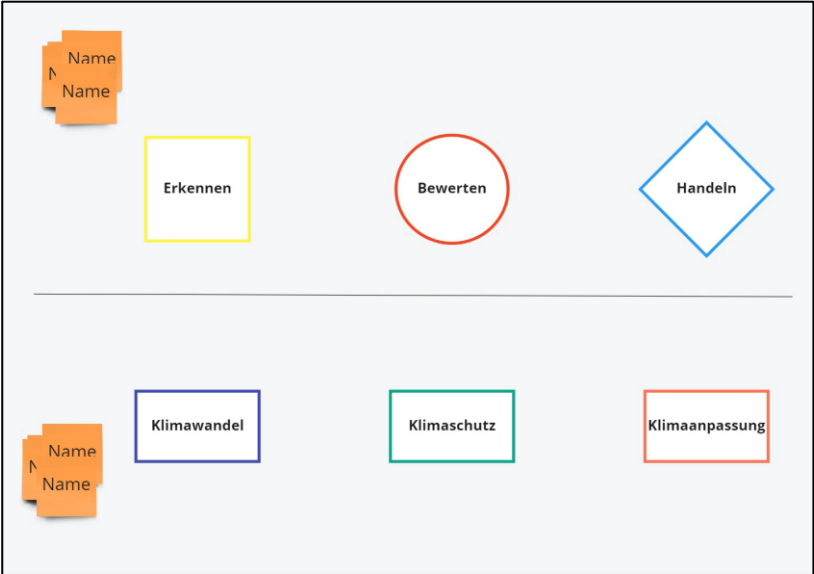 Name
N
Name
Erkennen
Bewerten
Handeln
Klimawandel
Klimaschutz
Klimaanpassung
Name
N
Name